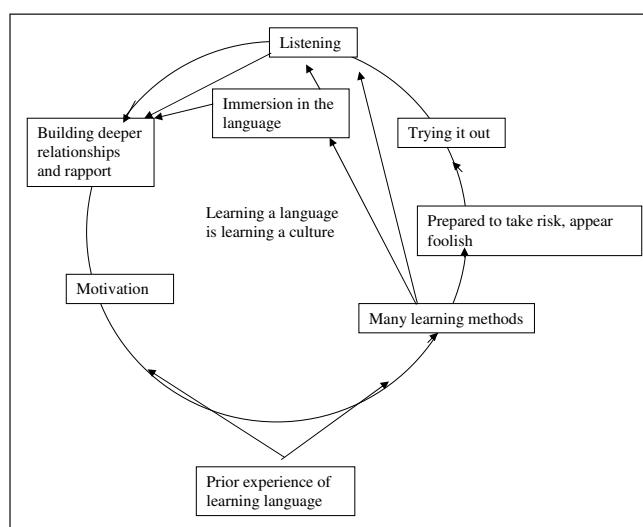 Listening
Immersion in the
language
Building deeper
relationships
and rapport
Trying it out
Learning a language
is learning a culture
Prepared to take risk, appear
foolish
Motivation
Many learning methods
Prior experience of
learning language